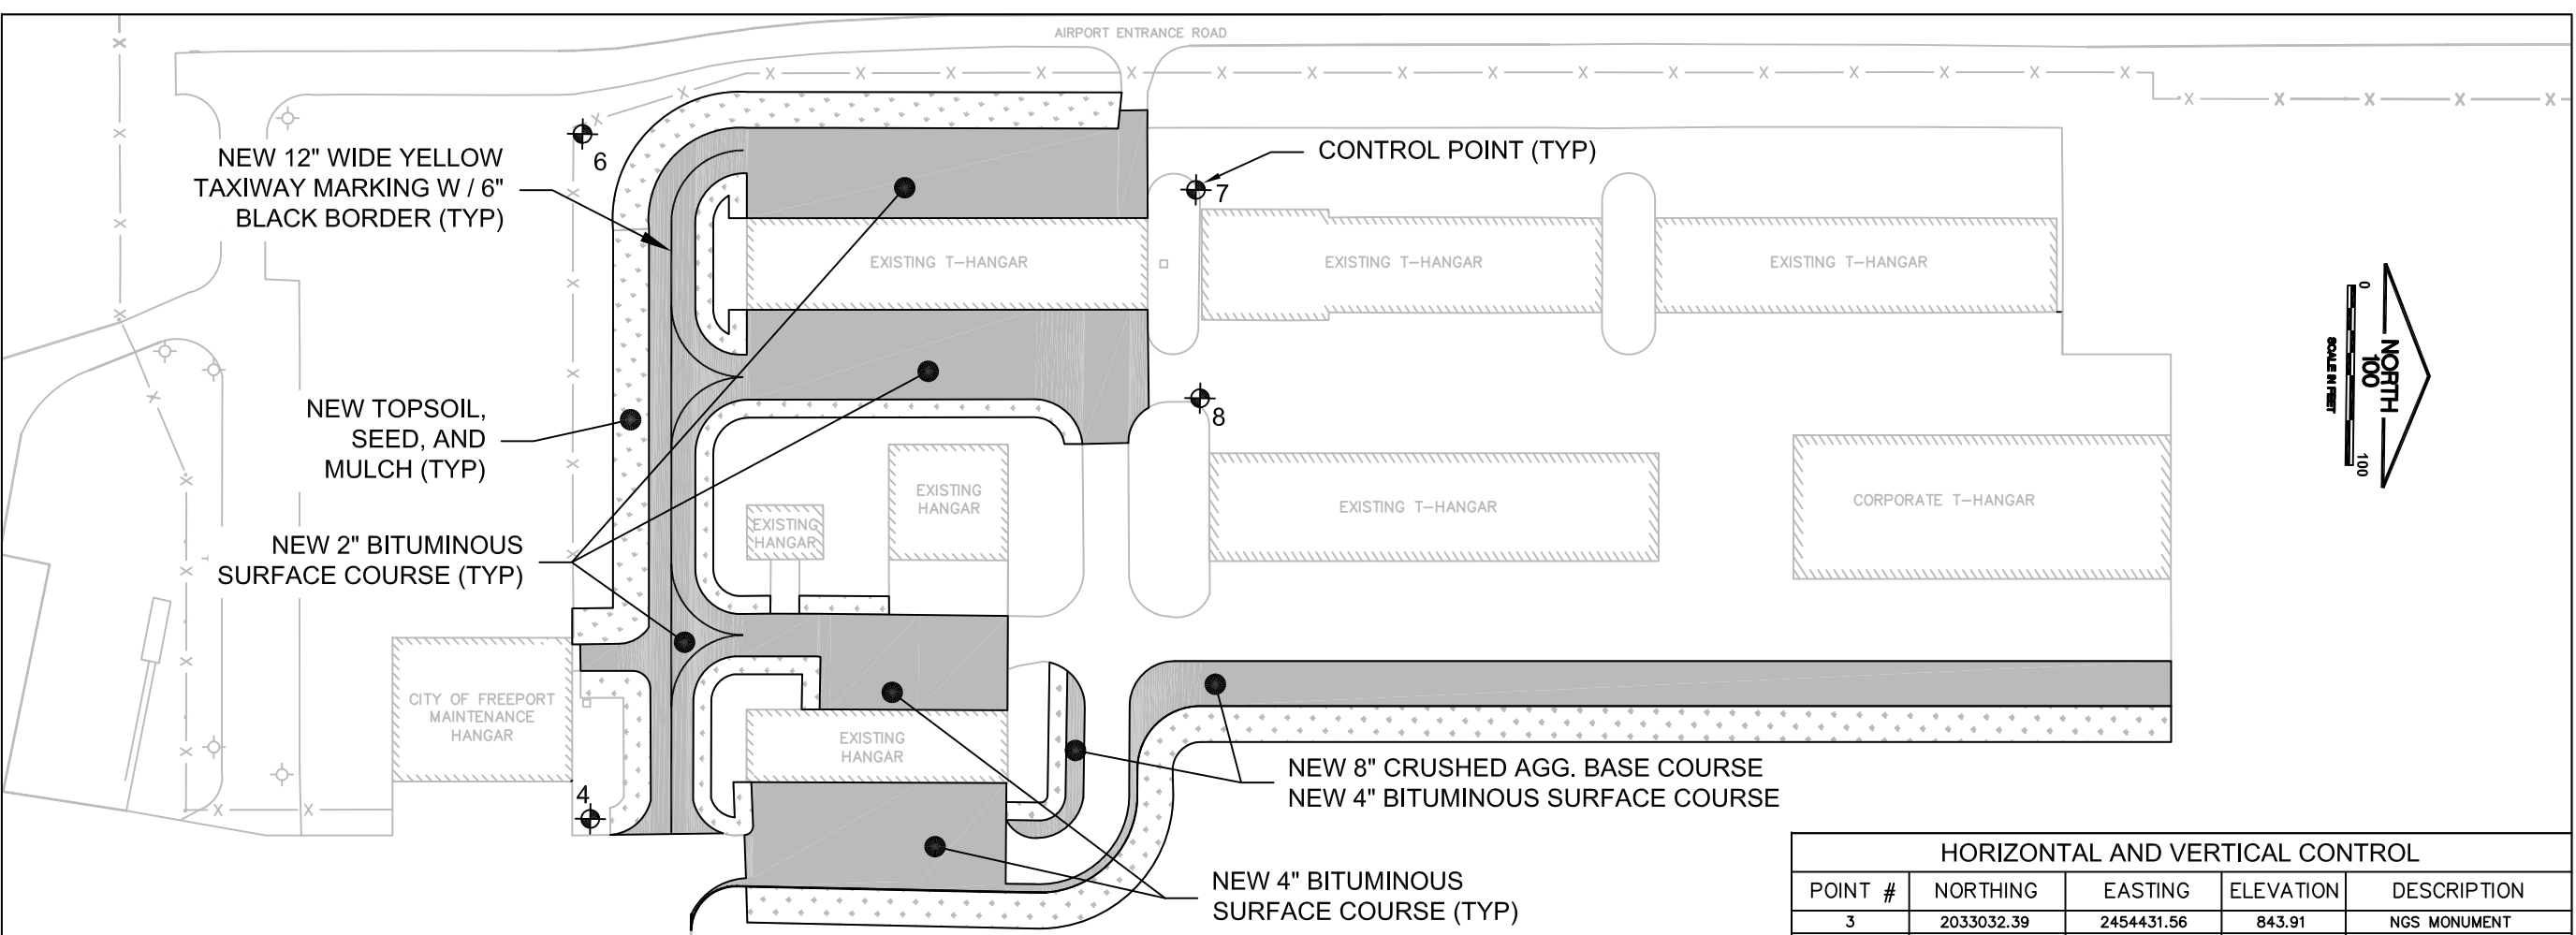 AIRPORT ENTRANCE ROAD
6
NEW 12" WIDE YELLOW
TAXIWAY MARKING W / 6"
BLACK BORDER (TYP)
CONTROL POINT (TYP)
7
EXISTING T-HANGAR
EXISTING T-HANGAR
EXISTING T-HANGAR
0
NORTH
100
SCALE IN FEET
100
NEW TOPSOIL,
SEED, AND
MULCH (TYP)
8
EXISTING
HANGAR
EXISTING
HANGAR
EXISTING T-HANGAR
CORPORATE T-HANGAR
NEW 2" BITUMINOUS
SURFACE COURSE (TYP)
CITY OF FREEPORT
MAINTENANCE
HANGAR
EXISTING
HANGAR
4
NEW 8" CRUSHED AGG. BASE COURSE
NEW 4" BITUMINOUS SURFACE COURSE
NEW 4" BITUMINOUS
SURFACE COURSE (TYP)
HORIZONTAL AND VERTICAL CONTROL
POINT # NORTHING EASTING ELEVATION DESCRIPTION
3 2033032.39 2454431.56 843.91 NGS MONUMENT